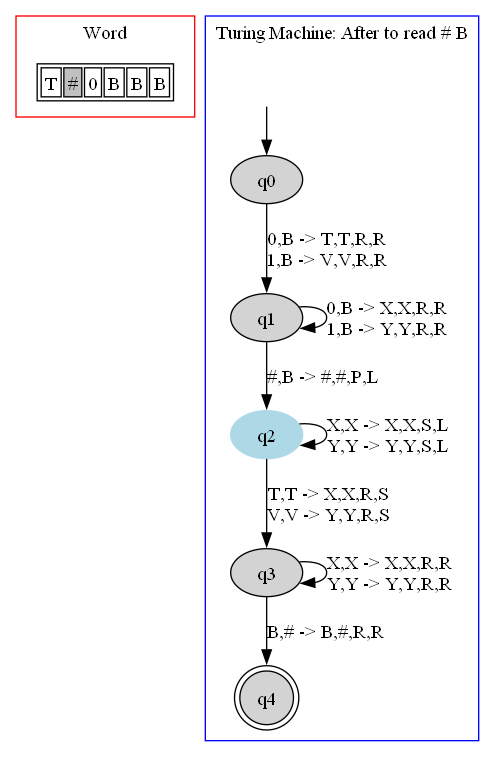 Word
T # 0 B B B
Turing Machine: After to read # B
q0
0,B -> T,T,R,R
1,B -> V,V,R,R
q1
0,B -> X,X,R,R
1,B -> Y,Y,R,R
#,B -> #,#,P,L
q2
X,X -> X,X,S,L
Y,Y -> Y,Y,S,L
T,T -> X,X,R,S
V,V -> Y,Y,R,S
q3
X,X -> X,X,R,R
Y,Y -> Y,Y,R,R
B,# -> B,#,R,R
q4